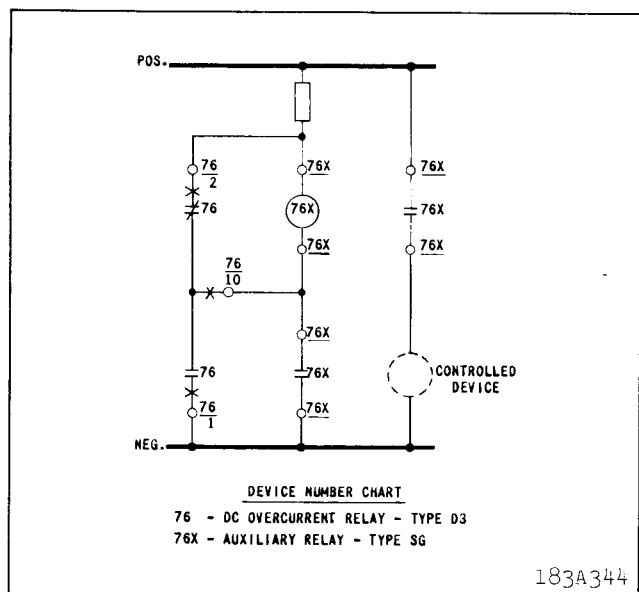 POS.
76
2
76X
76X
76
76X
76X
76X
76X
76
10
76X
76
76X
CONTROLLED
DEVICE
76
1
76X
NEG.
DEVICE NUMBER CHART
76 - DC OVERCURRENT RELAY - TYPE D3
76X - AUXILIARY RELAY - TYPE SG
183A344